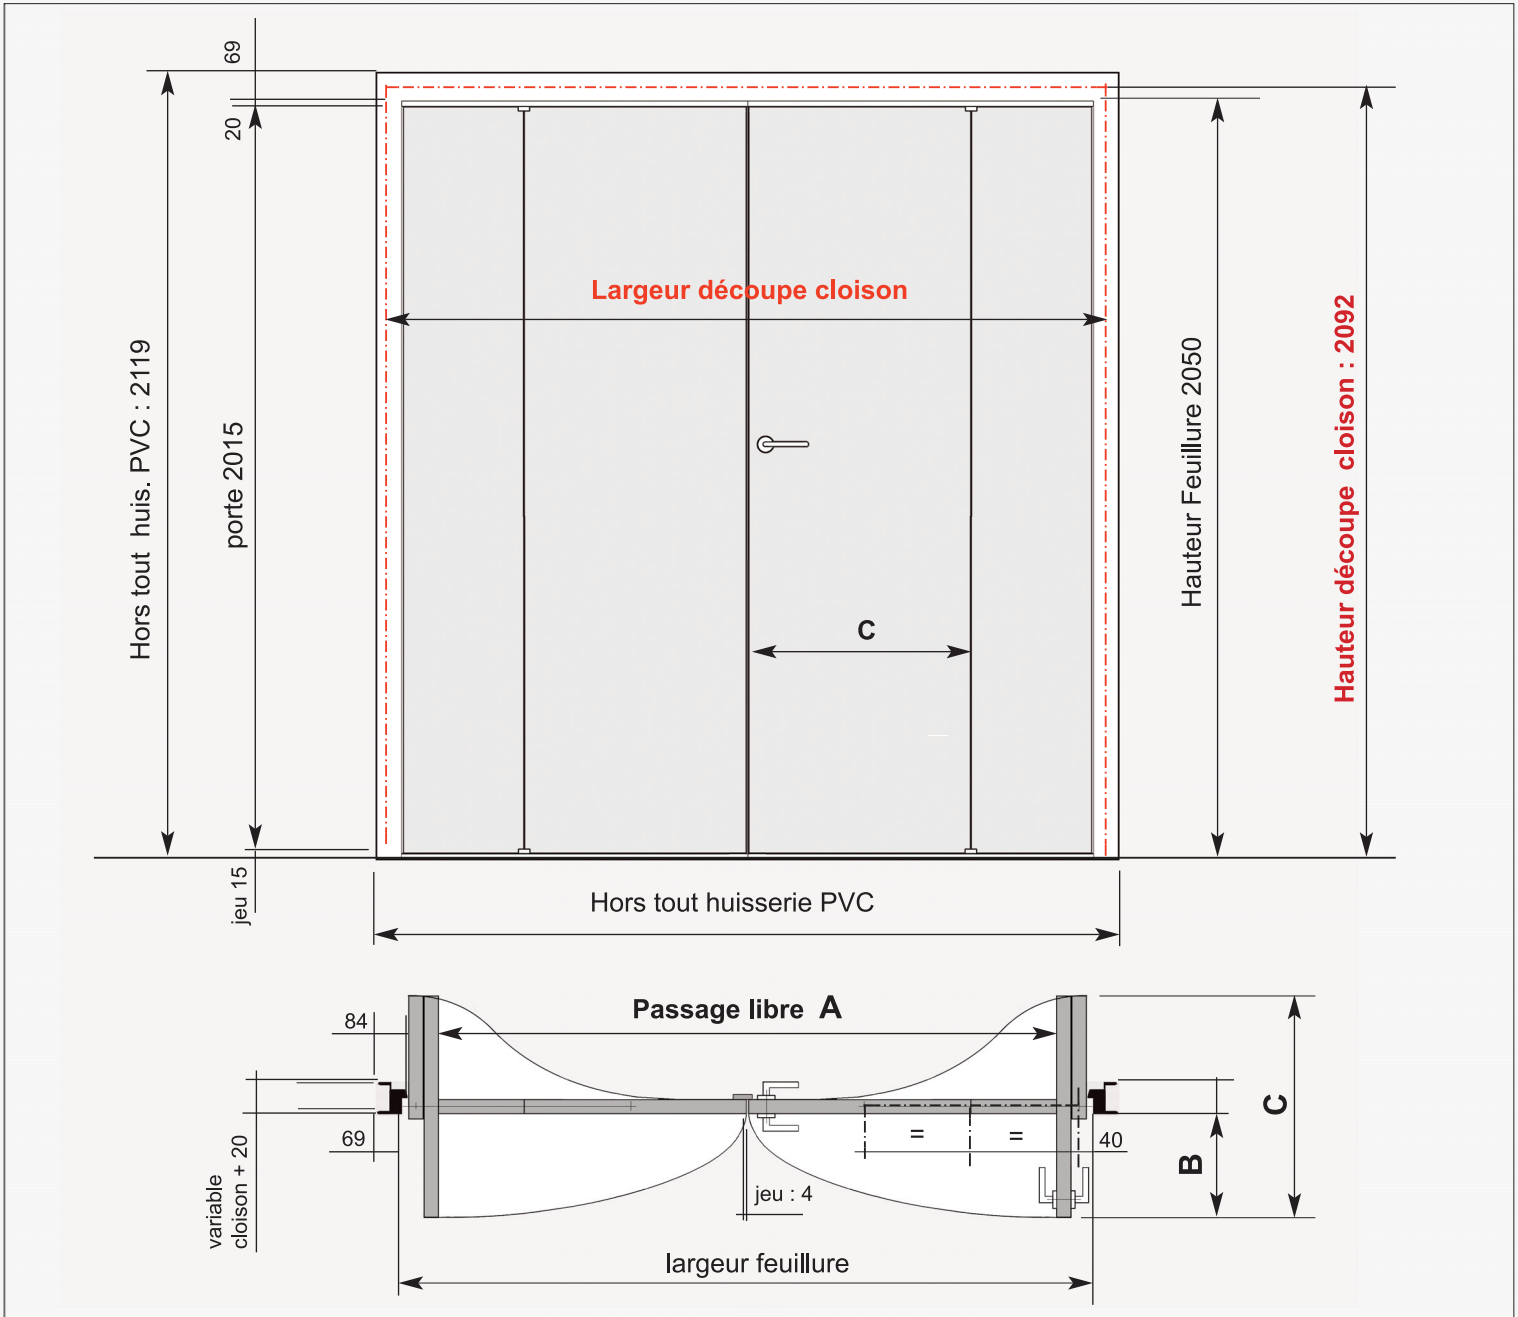 69
20
Largeur découpe cloison
Hors tout huis. PVC : 2119
porte 2015
Hauteur Feuillure 2050
Hauteur découpe cloison : 2092
C
jeu 15
Hors tout huisserie PVC
Passage libre A
84
69
variable
cloison + 20
=
=
40
B
C
jeu : 4
largeur feuillure